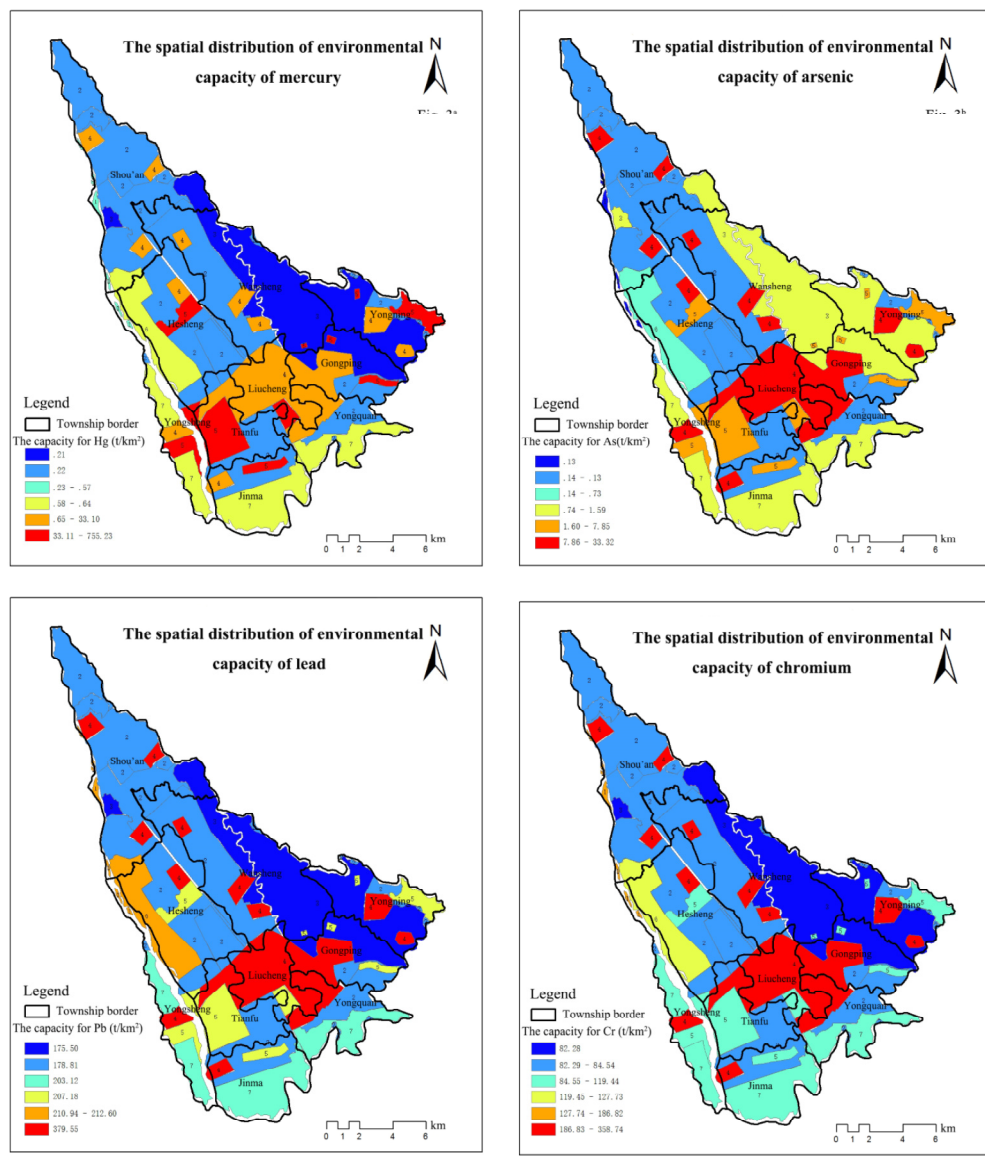 The spatial distribution of environmental
capacity of mercury
N
Shou'an
Wansheng
Hesheng
Yongning
Gongping
Liucheng
Yongquan
Yongsheng
Tianfu
Jinma
Legend
Township border
The capacity for Hg (t/km²)
.21
.22
.23 - .57
.58 - .64
.65 - 33.10
33.11 - 755.23
0 1 2 4 6
km
The spatial distribution of environmental
capacity of arsenic
N
Shou'an
Wansheng
Hesheng
Yongning
Gongping
Liucheng
Yongquan
Yongsheng
Tianfu
Jinma
Legend
Township border
The capacity for As(t/km²)
.13
.14 - .13
.14 - .73
.74 - 1.59
1.60 - 7.85
7.86 - 33.32
0 1 2 4 6
km
The spatial distribution of environmental
capacity of lead
N
Shou'an
Wansheng
Hesheng
Yongning
Gongping
Liucheng
Yongquan
Yongsheng
Tianfu
Jinma
Legend
Township border
The capacity for Pb (t/km²)
175.50
178.81
203.12
207.18
210.94 - 212.60
379.55
0 1 2 4 6
km
The spatial distribution of environmental
capacity of chromium
N
Shou'an
Wansheng
Hesheng
Yongning
Gongping
Liucheng
Yongquan
Yongsheng
Tianfu
Jinma
Legend
Township border
The capacity for Cr (t/km²)
82.28
82.29 - 84.54
84.55 - 119.44
119.45 - 127.73
127.74 - 186.82
186.83 - 358.74
0 1 2 4 6
km